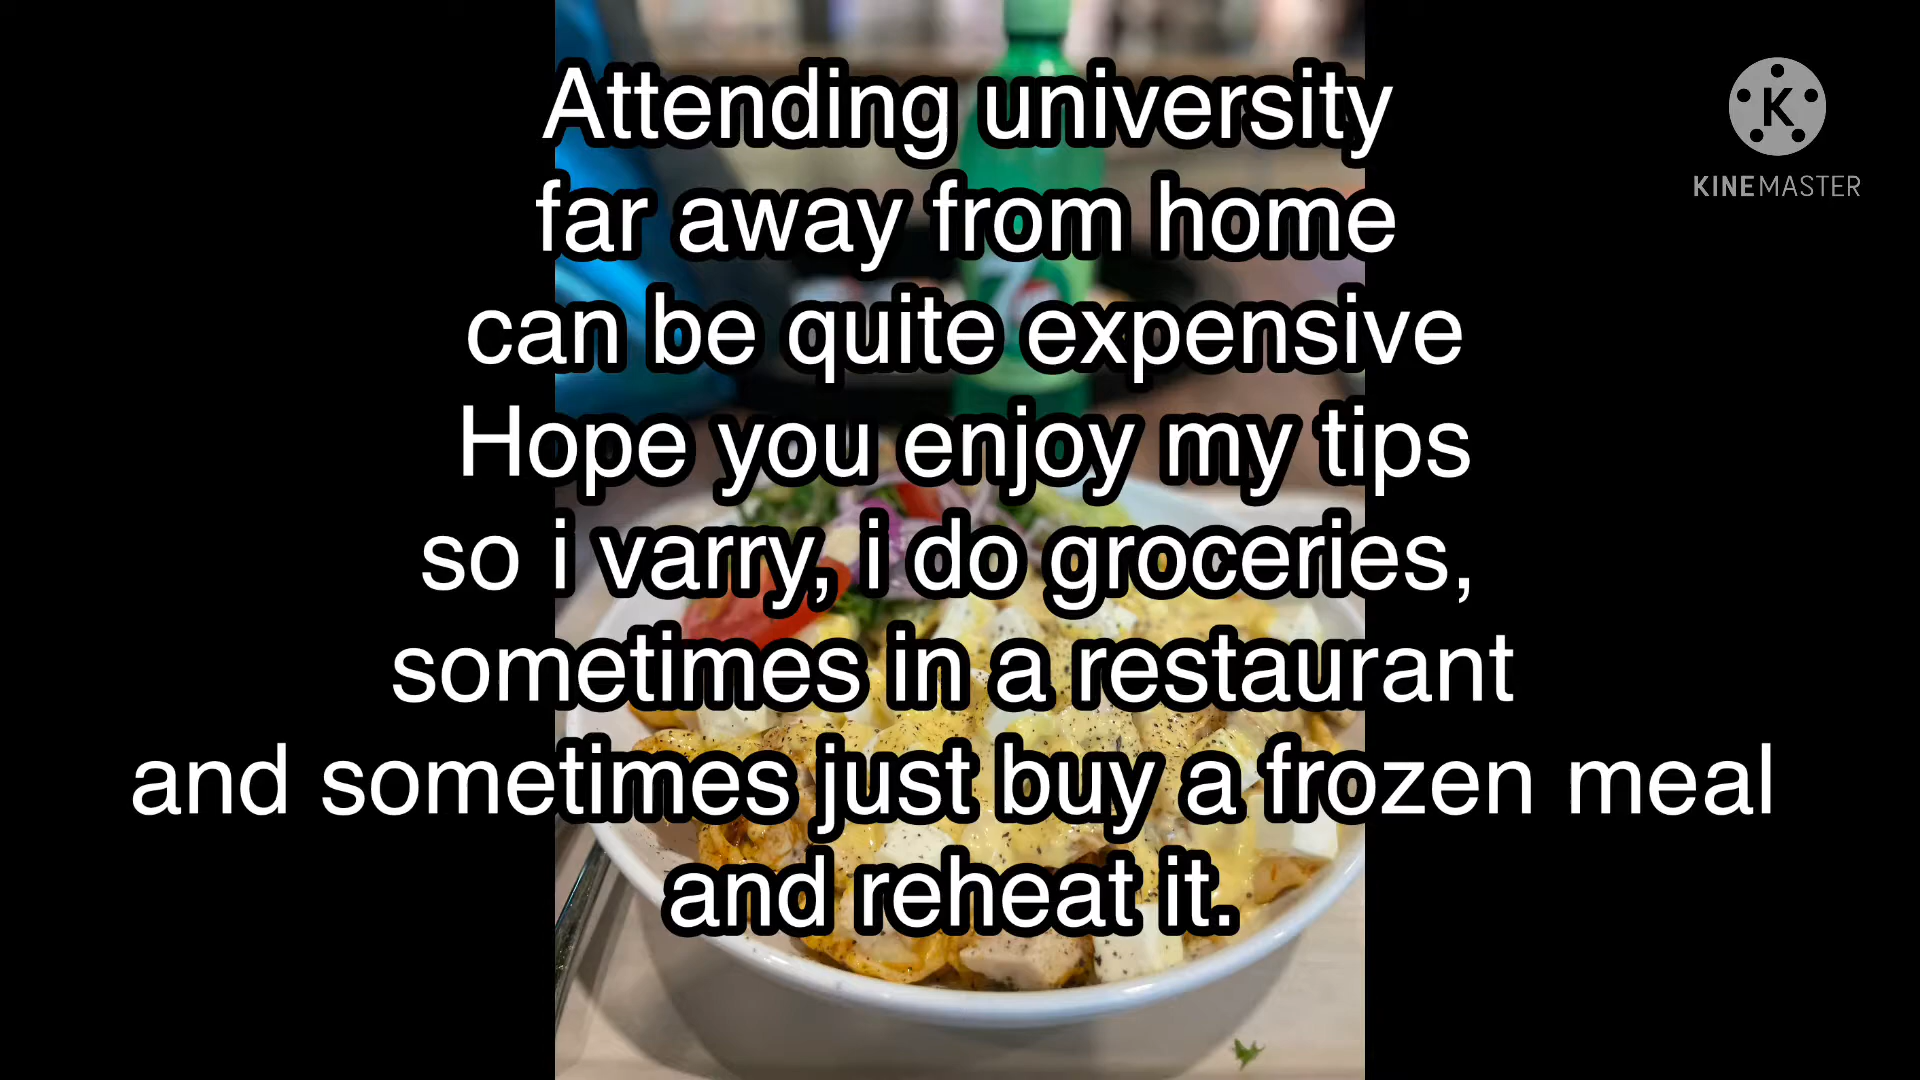 Attending university
far away from home
can be quite expensive
Hope you enjoy my tips
so i varry, i do groceries,
sometimes in a restaurant
and sometimes just buy a frozen meal
and reheat it.
K
KINEMASTER
7